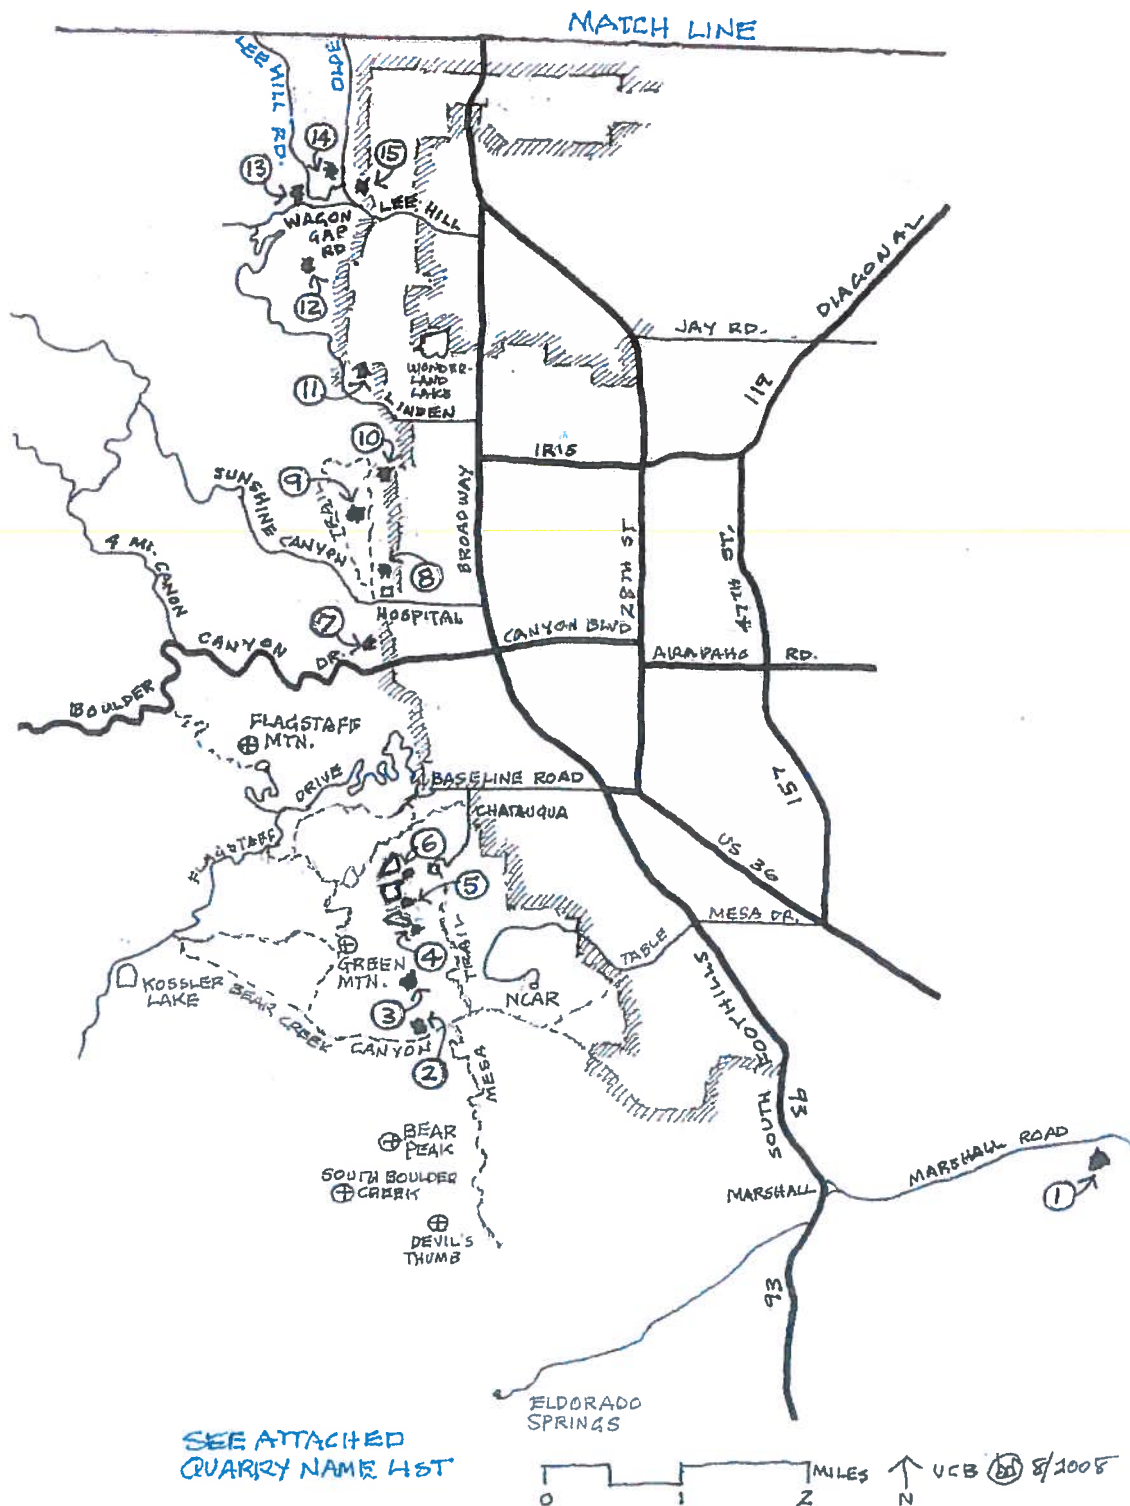 MATCH LINE
LEE HILL RD.
OLDE
14
15
13
LEE HILL
WAGON
GAP
RD
12
DIAGONAL
JAY RD.
119
WONDER-
LAND
LAKE
11
LINDEN
10
IRIS
9
SUNSHINE CANYON
TRAIL
BROADWAY
28TH ST
47TH ST.
4 MI. CANON
8
HOSPITAL
7
CANYON BLVD
BOULDER CANYON DR.
ARAPAHO RD.
FLAGSTAFF
MTN.
157
BASELINE ROAD
FLAGSTAFF DRIVE
CHATAUQUA
6
US 36
5
MESA DR.
TABLE
4
GREEN
MTN.
KOSSLER
LAKE
NCAR
3
BEAR CREEK CANYON
2
MESA TRAIL
SOUTH FOOTHILLS
93
BEAR
PEAK
SOUTH BOULDER
CREEK
MARSHALL ROAD
MARSHALL
1
DEVIL'S
THUMB
93
ELDORADO
SPRINGS
SEE ATTACHED
QUARRY NAME LIST
MILES
0 1 2
N
UCB bd 8/2008